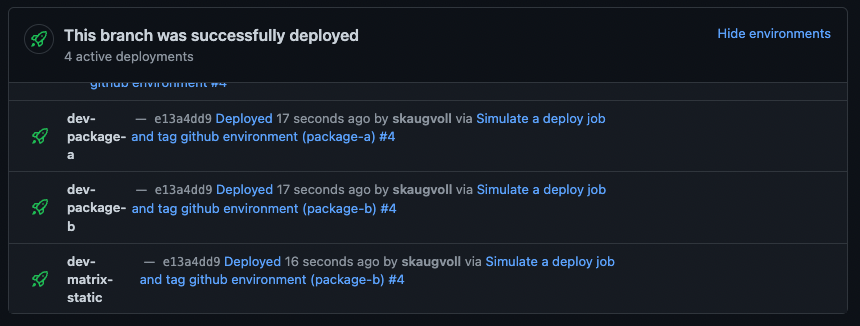 This branch was successfully deployed
4 active deployments
Hide environments
github environment #4
dev-package-a — e13a4dd9 Deployed 17 seconds ago by skaugvoll via Simulate a deploy job
and tag github environment (package-a) #4
dev-package-b — e13a4dd9 Deployed 17 seconds ago by skaugvoll via Simulate a deploy job
and tag github environment (package-b) #4
dev-matrix-static — e13a4dd9 Deployed 16 seconds ago by skaugvoll via Simulate a deploy job
and tag github environment (package-b) #4